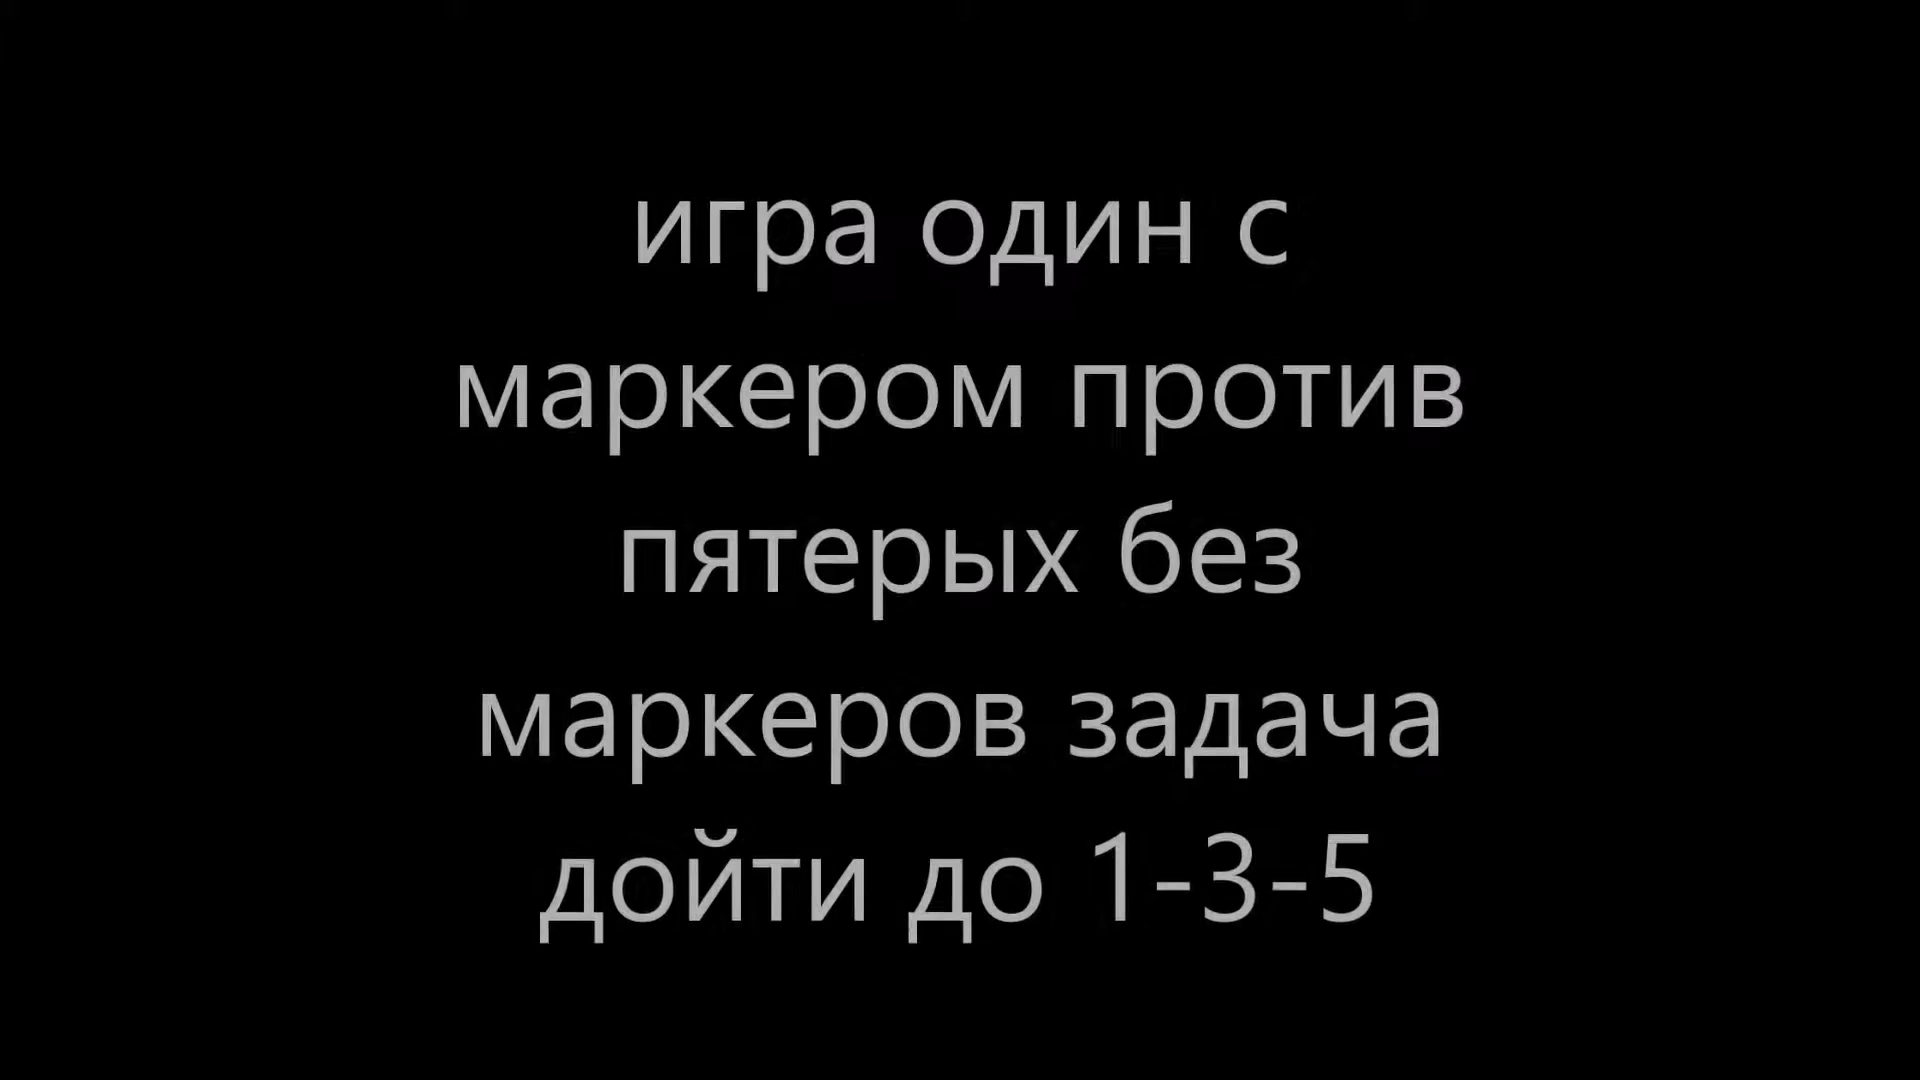 игра один с
маркером против
пятерых без
маркеров задача
дойти до 1-3-5